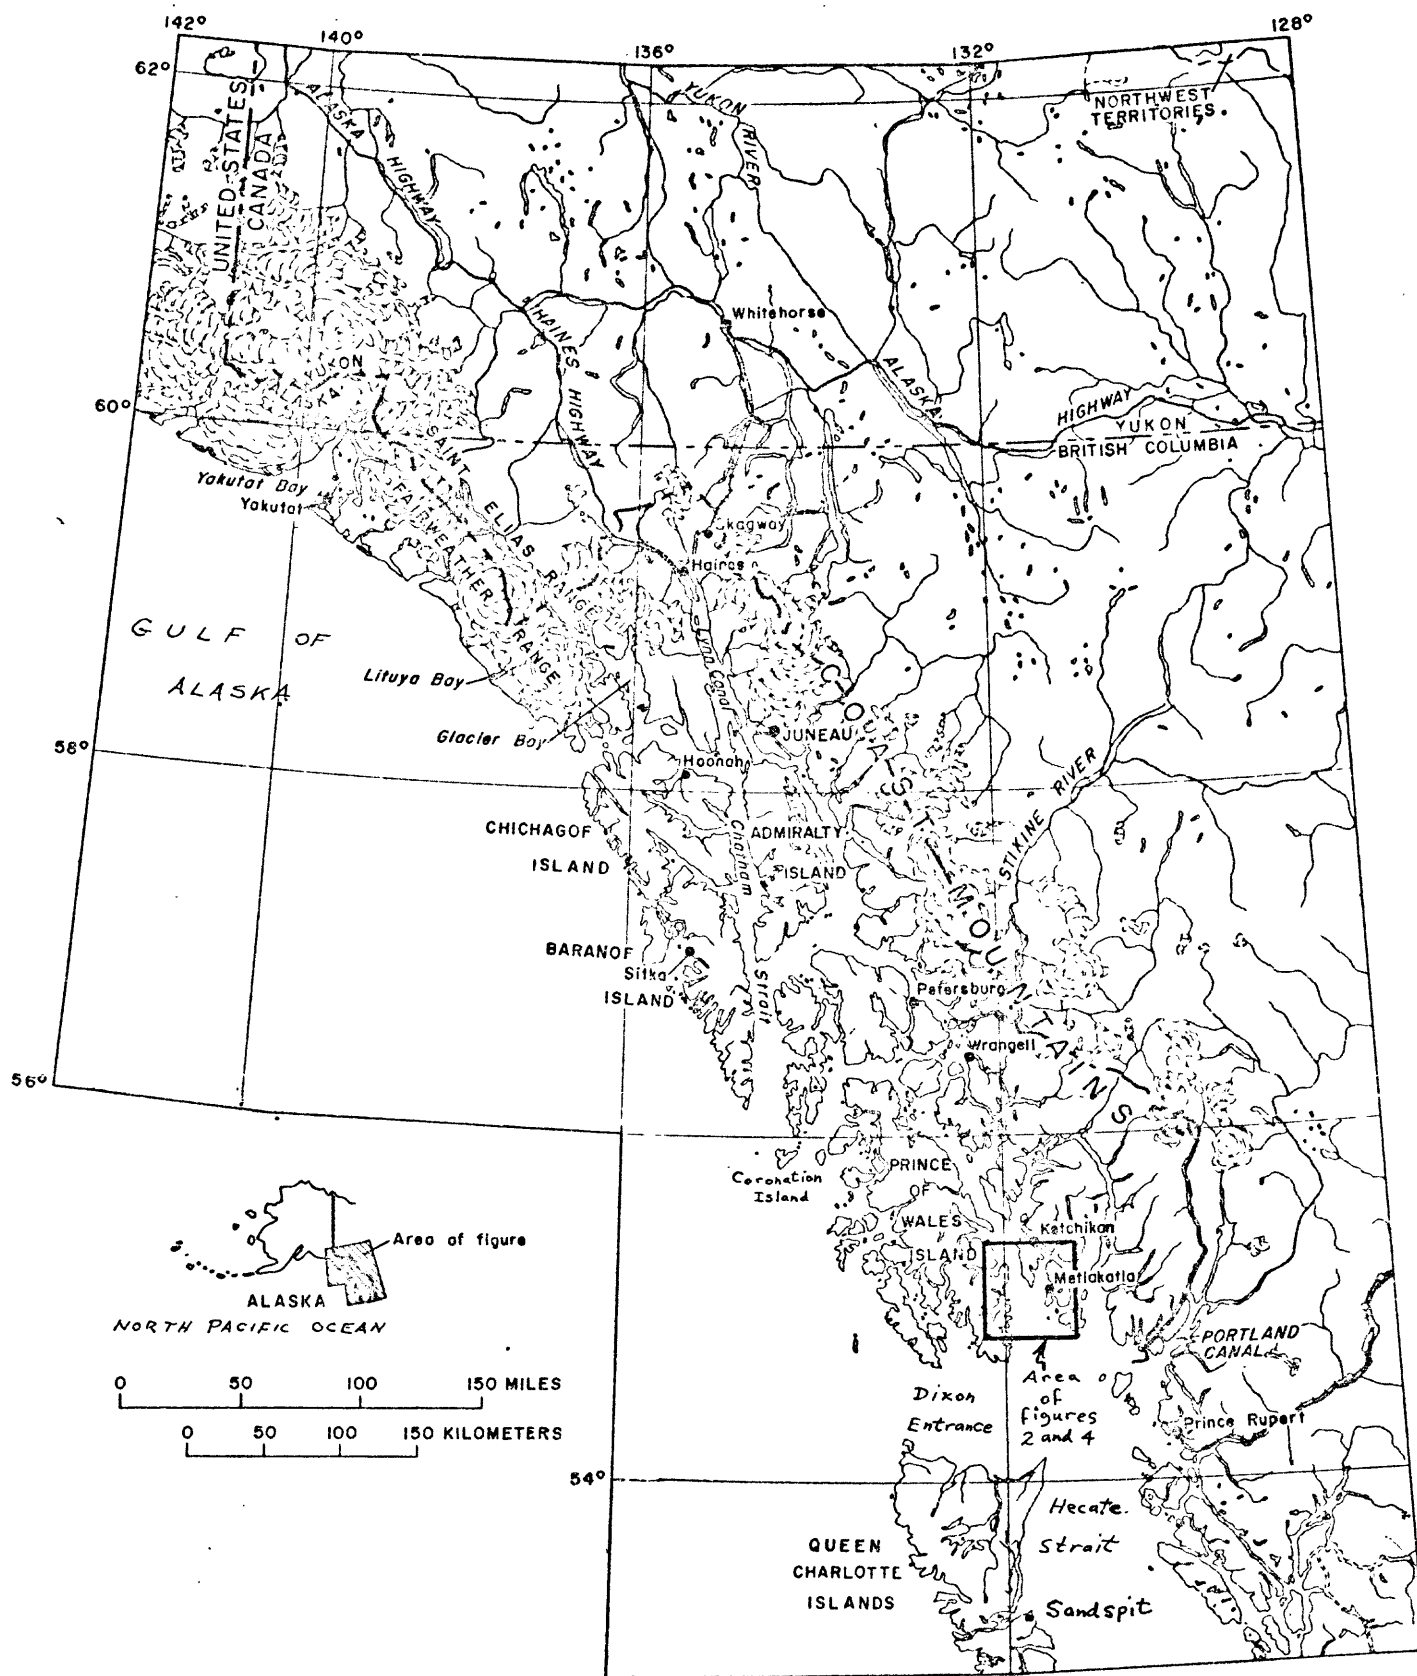 142°
140°
136°
132°
128°
62°
UNITED STATES
CANADA
ALASKA
HIGHWAY
YUKON
RIVER
NORTHWEST
TERRITORIES
Whitehorse
HAINES HIGHWAY
YUKON
ALASKA
ALASKA
HIGHWAY
YUKON
BRITISH COLUMBIA
60°
SAINT ELIAS RANGE
FAIRWEATHER RANGE
Yakutat Bay
Yakutat
Skagway
Haines
GULF OF
ALASKA
Lynn Canal
Lituya Bay
Glacier Bay
JUNEAU
COAST MOUNTAINS
58°
Hoonah
STIKINE RIVER
CHICHAGOF
ISLAND
Chatham
Strait
ADMIRALTY
ISLAND
BARANOF
Sitka
ISLAND
Petersburg
Wrangell
56°
Coronation
Island
PRINCE
OF
WALES
ISLAND
Ketchikan
Metlakatla
Area of figure
ALASKA
NORTH PACIFIC OCEAN
PORTLAND
CANAL
0 50 100 150 MILES
0 50 100 150 KILOMETERS
Dixon
Entrance
Area
of
figures
2 and 4
Prince Rupert
54°
Hecate
Strait
QUEEN
CHARLOTTE
ISLANDS
Sandspit